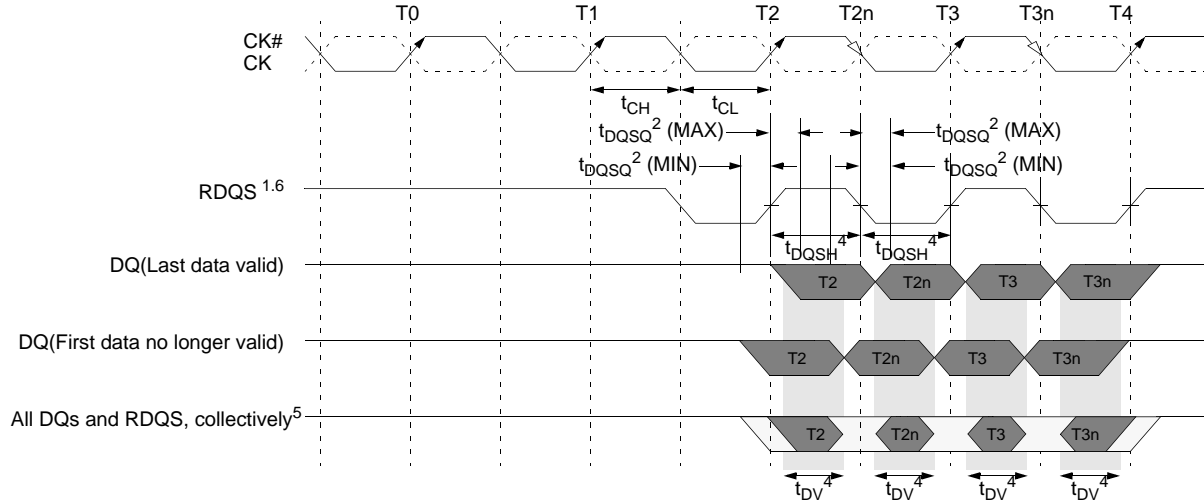 T0 T1 T2 T2n T3 T3n T4
CK#
CK
tCH tCL
tDQSQ2 (MAX) tDQSQ2 (MAX)
tDQSQ2 (MIN) tDQSQ2 (MIN)
RDQS 1.6
tDQSH4 tDQSH4
DQ(Last data valid)
T2 T2n T3 T3n
DQ(First data no longer valid)
T2 T2n T3 T3n
All DQs and RDQS, collectively5
T2 T2n T3 T3n
tDV4 tDV4 tDV4 tDV4